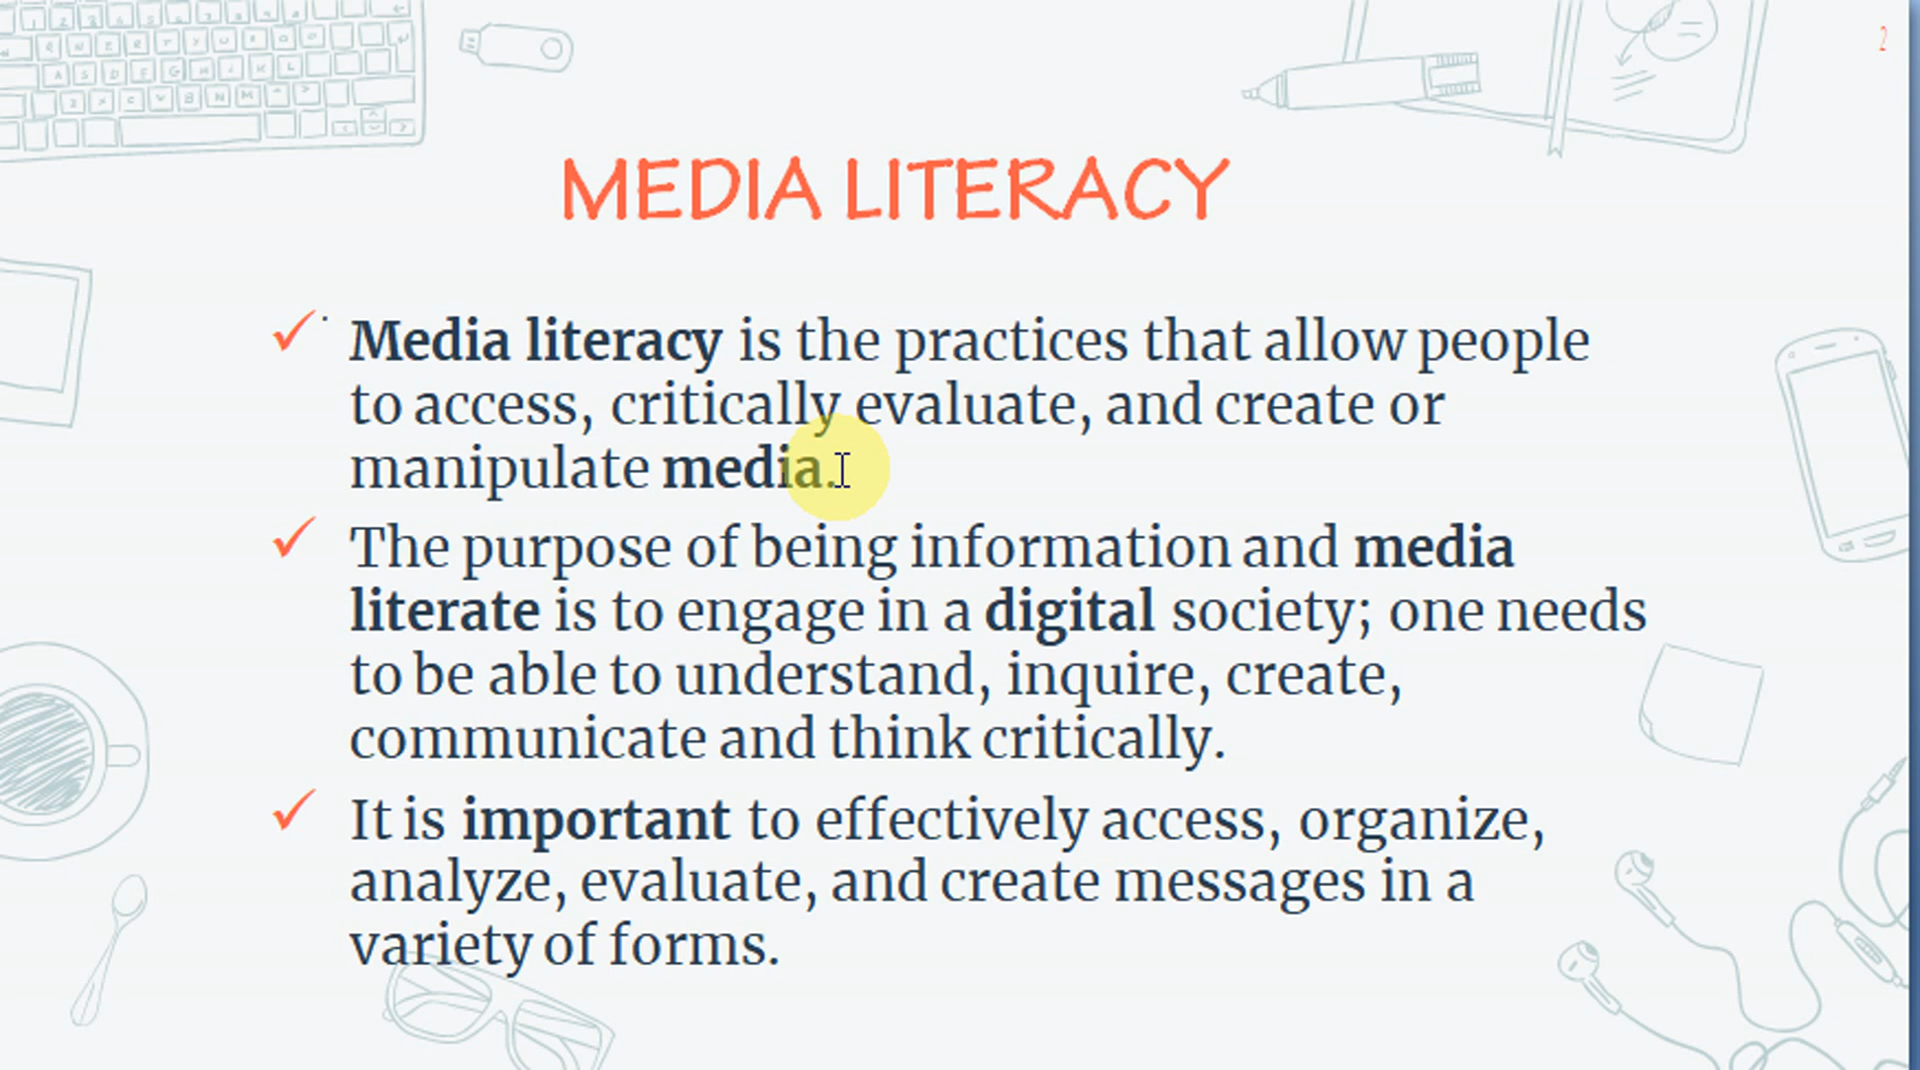 2
MEDIA LITERACY
Media literacy is the practices that allow people
to access, critically evaluate, and create or
manipulate media.
The purpose of being information and media
literate is to engage in a digital society; one needs
to be able to understand, inquire, create,
communicate and think critically.
It is important to effectively access, organize,
analyze, evaluate, and create messages in a
variety of forms.